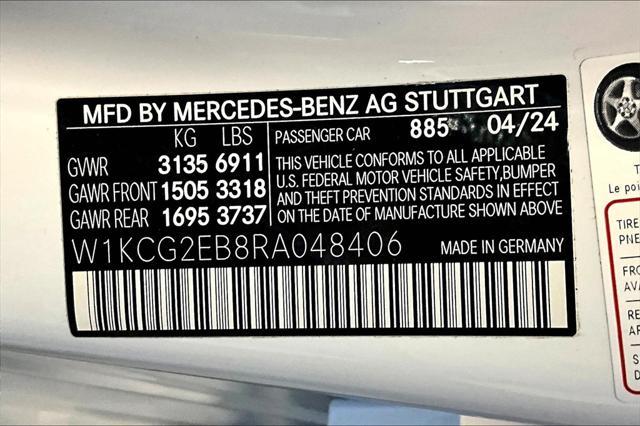 MFD BY MERCEDES-BENZ AG STUTTGART
KG LBS
GVWR 3135 6911
GAWR FRONT 1505 3318
GAWR REAR 1695 3737
PASSENGER CAR 885 04/24
THIS VEHICLE CONFORMS TO ALL APPLICABLE
U.S. FEDERAL MOTOR VEHICLE SAFETY,BUMPER
AND THEFT PREVENTION STANDARDS IN EFFECT
ON DATE OF MANUFACTURE SHOWN ABOVE
W1KCG2EB8RA048406 MADE IN GERMANY
Le
TIRE